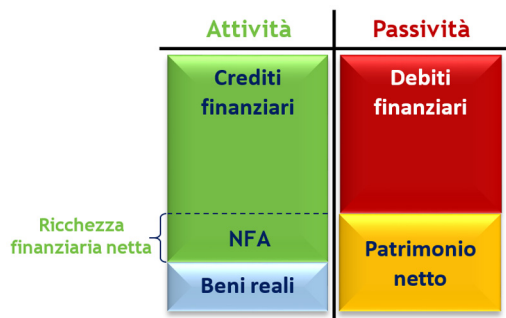 Attività
Passività
Crediti
finanziari
Debiti
finanziari
Ricchezza
finanziaria netta
NFA
Patrimonio
netto
Beni reali